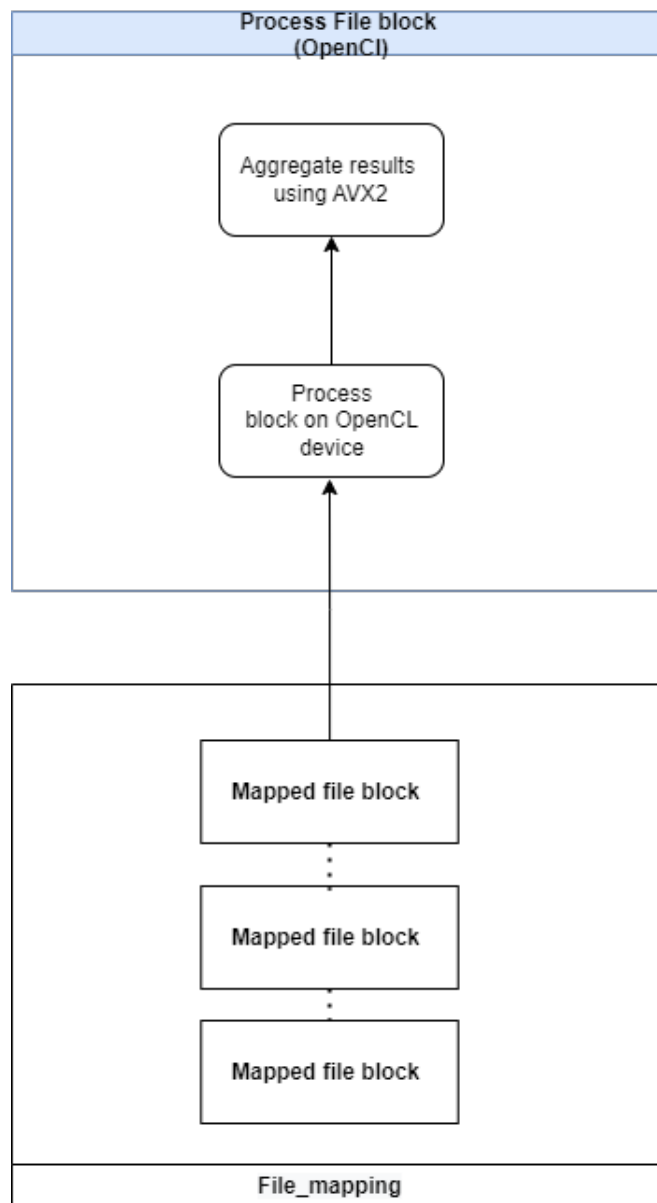 Process File block
(OpenCl)
Aggregate results
using AVX2
Process
block on OpenCL
device
Mapped file block
Mapped file block
Mapped file block
File_mapping